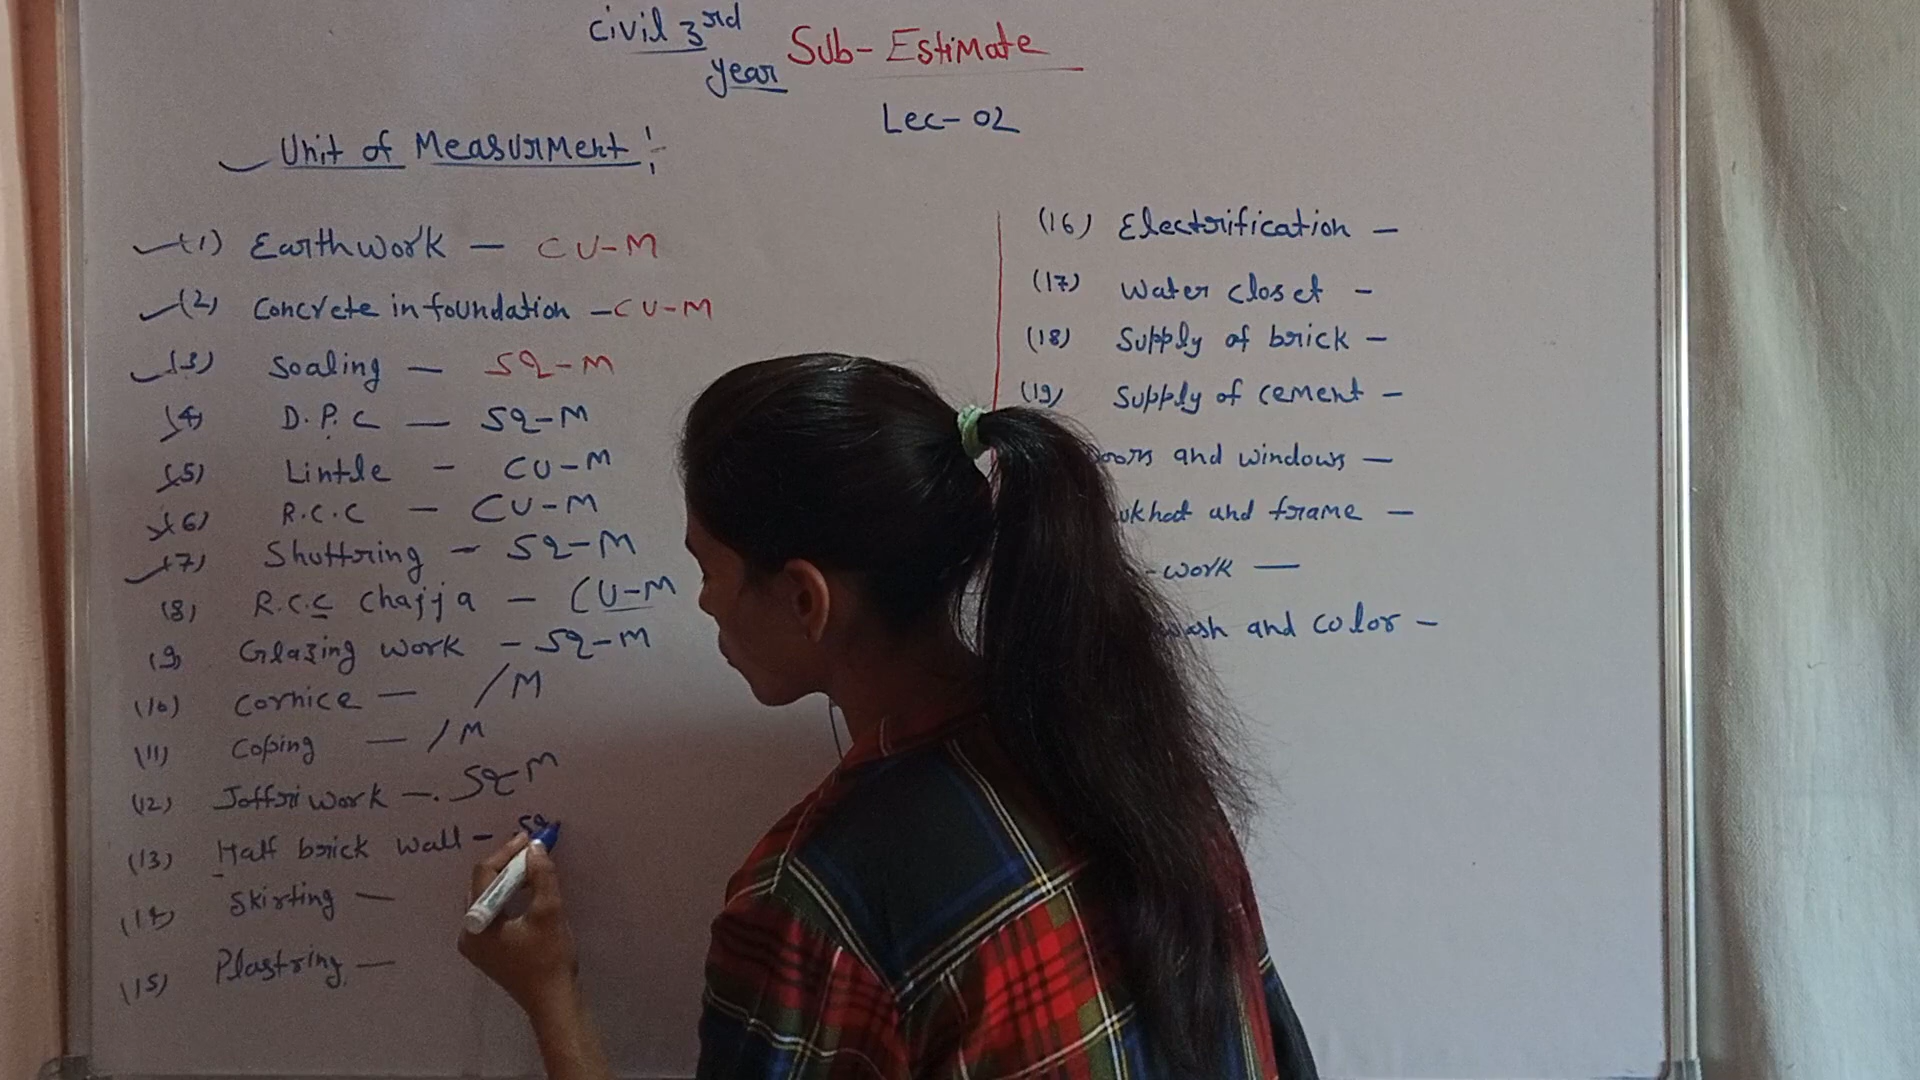 Civil 3rd year Sub-Estimate
Lec-02
Unit of Measurment :-
(1) Earthwork — CU-M
(2) Concrete in foundation — CU-M
(3) Soaling — SQ-M
(4) D.P.C — SQ-M
(5) Lintle - CU-M
(6) R.C.C - CU-M
(7) Shuttring - SQ-M
(8) R.C.C Chajja - CU-M
(9) Glazing work - SQ-M
(10) Cornice — /M
(11) Coping — /M
(12) Joffri work -. SQ M
(13) Half brick wall - SQ
(14) Skirting —
(15) Plastring —
(16) Electrification —
(17) Water closet -
(18) Supply of brick —
(19) Supply of cement —
and windows —
and frame —
-work —
and color -